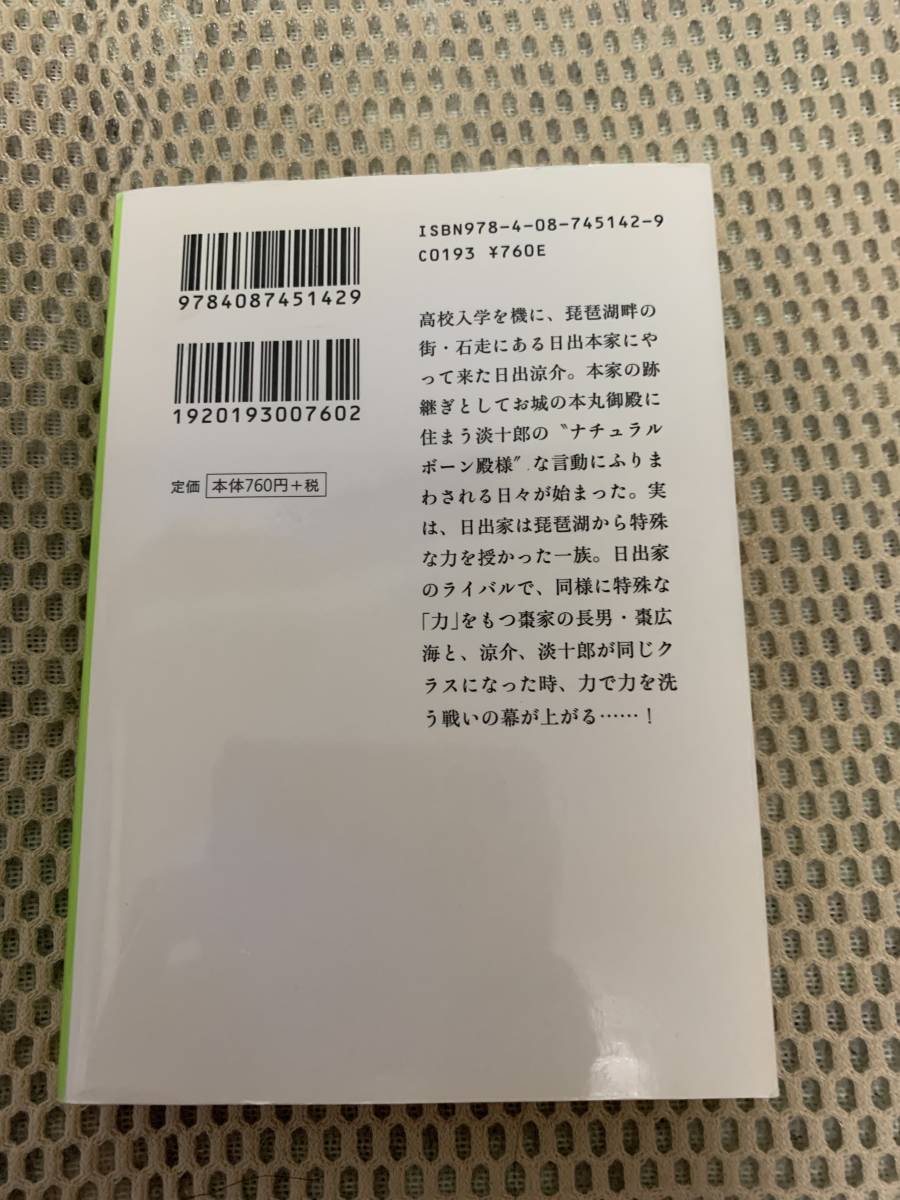 ISBN978-4-08-745142-9
C0193 ¥760E
9784087451429
1920193007602
定価 本体760円+税
高校入学を機に、琵琶湖畔の
街・石走にある日出本家にや
って来た日出涼介。本家の跡
継ぎとしてお城の本丸御殿に
住まう淡十郎の〝ナチュラル
ボーン殿様〟な言動にふりま
わされる日々が始まった。実
は、日出家は琵琶湖から特殊
な力を授かった一族。日出家
のライバルで、同様に特殊な
「力」をもつ棗家の長男・棗広
海と、涼介、淡十郎が同じク
ラスになった時、力で力を洗
う戦いの幕が上がる……！